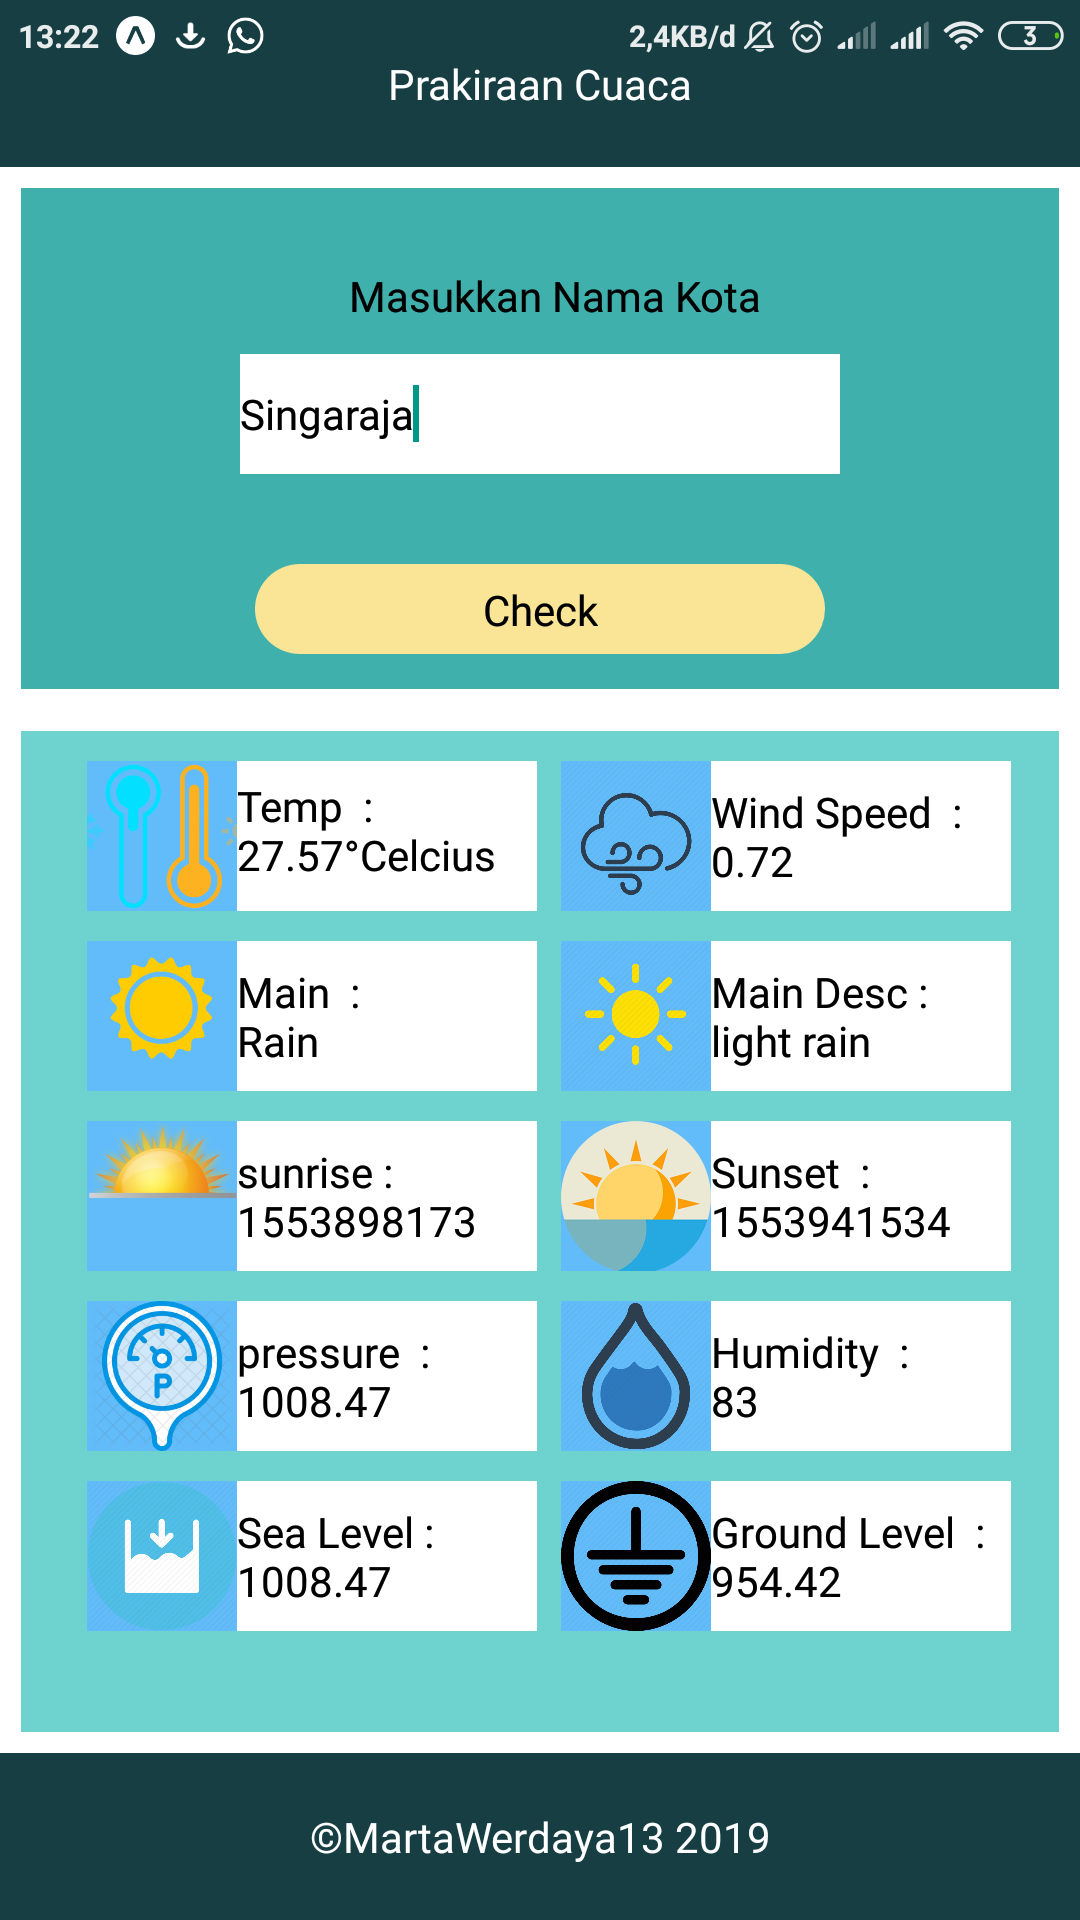 13:22 2,4KB/d 3
Prakiraan Cuaca
Masukkan Nama Kota
Singaraja
Check
Temp :
27.57°Celcius
Wind Speed :
0.72
Main :
Rain
Main Desc :
light rain
sunrise :
1553898173
Sunset :
1553941534
P
pressure :
1008.47
Humidity :
83
Sea Level :
1008.47
Ground Level :
954.42
©MartaWerdaya13 2019